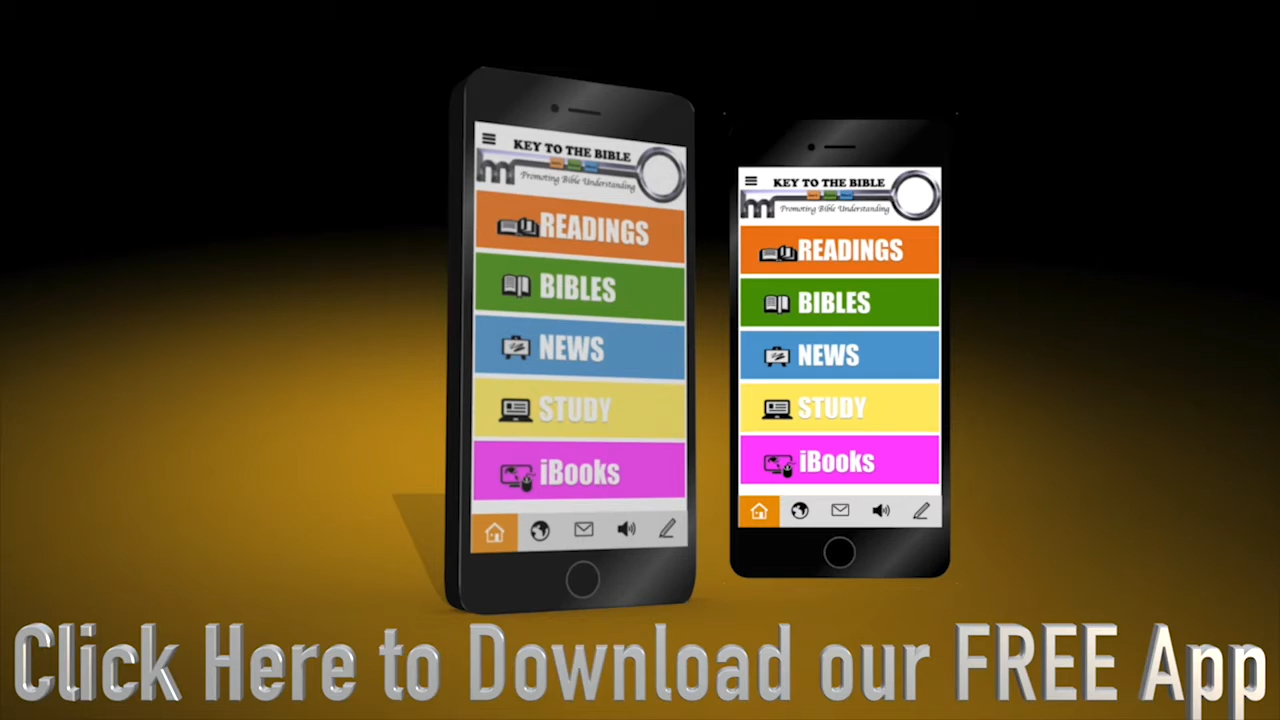 KEY TO THE BIBLE
Promoting Bible Understanding
READINGS
BIBLES
NEWS
STUDY
iBooks
KEY TO THE BIBLE
Promoting Bible Understanding
READINGS
BIBLES
NEWS
STUDY
iBooks
Click Here to Download our FREE App